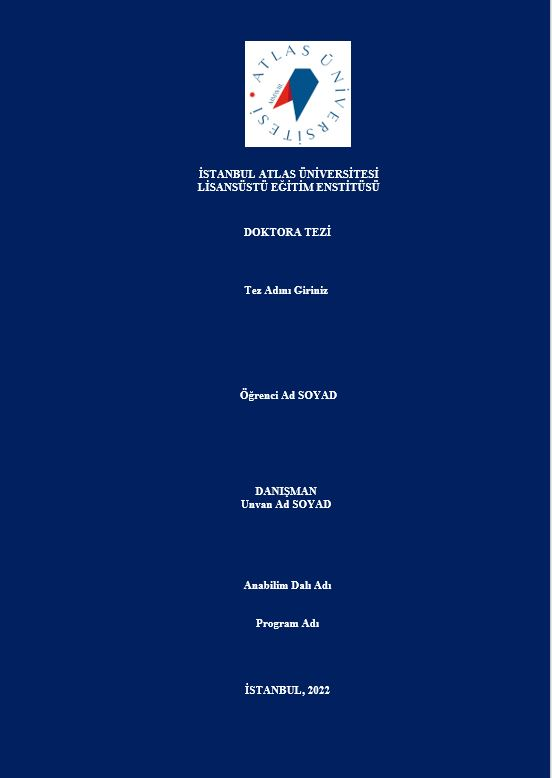 ATLAS ÜNİVERSİTESİ
İSTANBUL
İSTANBUL ATLAS ÜNİVERSİTESİ
LİSANSÜSTÜ EĞİTİM ENSTİTÜSÜ
DOKTORA TEZİ
Tez Adını Giriniz
Öğrenci Ad SOYAD
DANIŞMAN
Unvan Ad SOYAD
Anabilim Dalı Adı
Program Adı
İSTANBUL, 2022